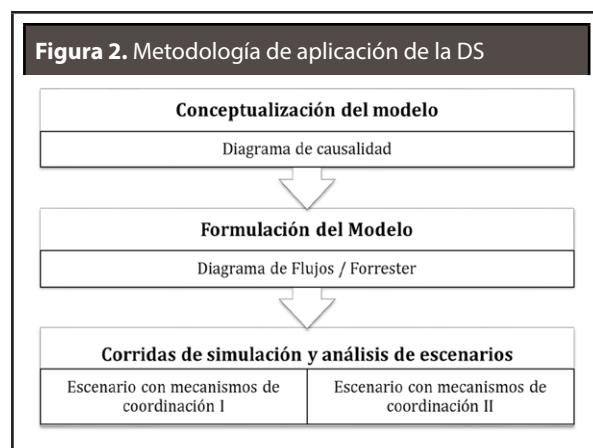 Figura 2. Metodología de aplicación de la DS
Conceptualización del modelo
Diagrama de causalidad
Formulación del Modelo
Diagrama de Flujos / Forrester
Corridas de simulación y análisis de escenarios
Escenario con mecanismos de
coordinación I
Escenario con mecanismos de
coordinación II